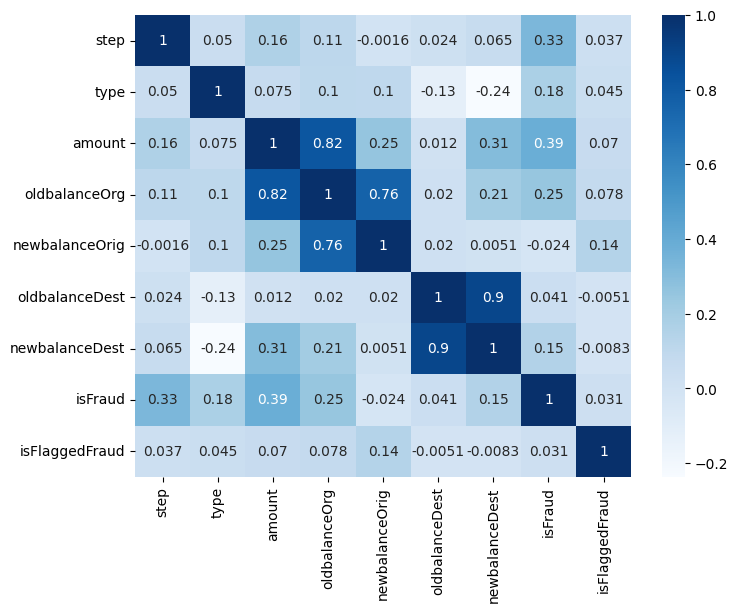 step 1 0.05 0.16 0.11 -0.0016 0.024 0.065 0.33 0.037
type 0.05 1 0.075 0.1 0.1 -0.13 -0.24 0.18 0.045
amount 0.16 0.075 1 0.82 0.25 0.012 0.31 0.39 0.07
oldbalanceOrg 0.11 0.1 0.82 1 0.76 0.02 0.21 0.25 0.078
newbalanceOrig -0.0016 0.1 0.25 0.76 1 0.02 0.0051 -0.024 0.14
oldbalanceDest 0.024 -0.13 0.012 0.02 0.02 1 0.9 0.041 -0.0051
newbalanceDest 0.065 -0.24 0.31 0.21 0.0051 0.9 1 0.15 -0.0083
isFraud 0.33 0.18 0.39 0.25 -0.024 0.041 0.15 1 0.031
isFlaggedFraud 0.037 0.045 0.07 0.078 0.14 -0.0051 -0.0083 0.031 1
step
type
amount
oldbalanceOrg
newbalanceOrig
oldbalanceDest
newbalanceDest
isFraud
isFlaggedFraud
1.0
0.8
0.6
0.4
0.2
0.0
−0.2